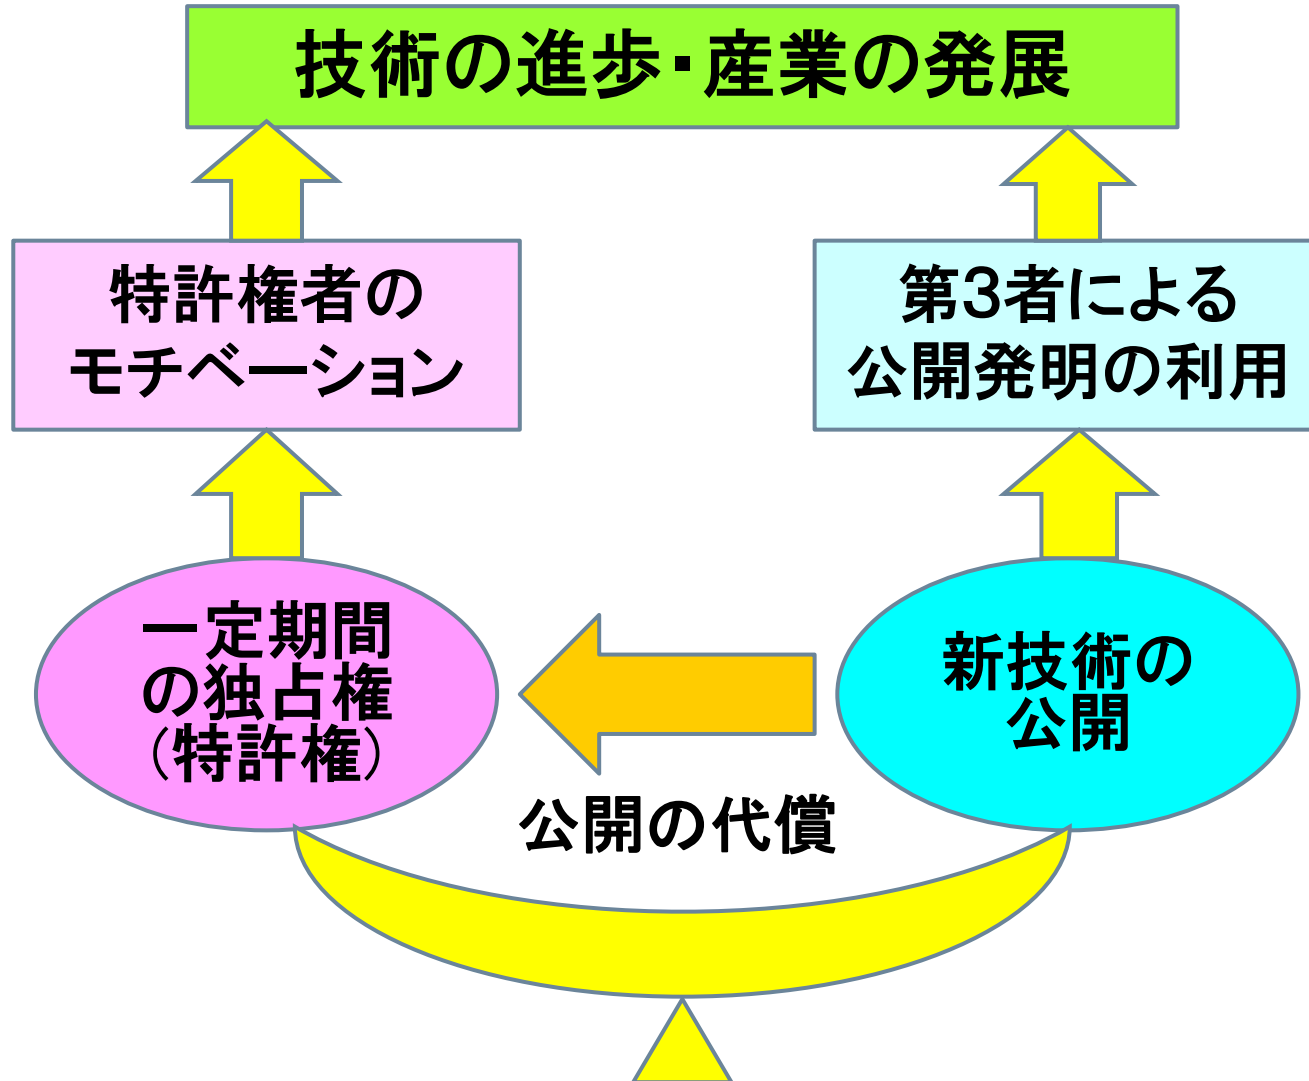 技術の進歩・産業の発展
特許権者の
モチベーション
第３者による
公開発明の利用
一定期間
の独占権
（特許権）
新技術の
公開
公開の代償